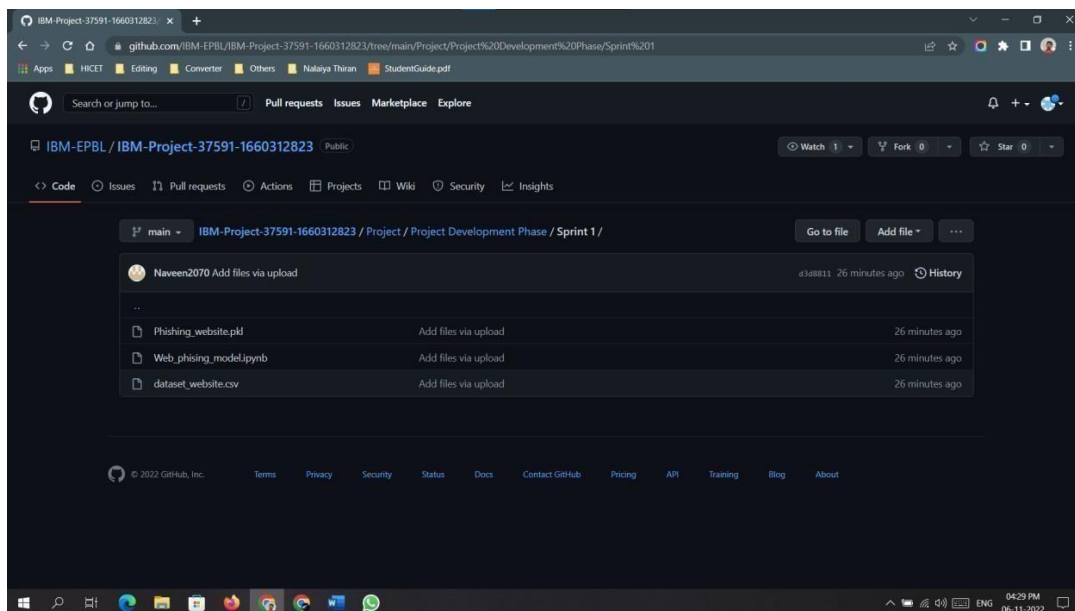 IBM-Project-37591-1660312823/
github.com/IBM-EPBL/IBM-Project-37591-1660312823/tree/main/Project/Project%20Development%20Phase/Sprint%201
Apps HICET Editing Converter Others Nalaiya Thiran StudentGuide.pdf
Search or jump to... / Pull requests Issues Marketplace Explore
IBM-EPBL / IBM-Project-37591-1660312823 Public Watch 1 Fork 0 Star 0
Code Issues Pull requests Actions Projects Wiki Security Insights
main IBM-Project-37591-1660312823 / Project / Project Development Phase / Sprint 1 / Go to file Add file ...
Naveen2070 Add files via upload d3d8811 26 minutes ago History
..
Phishing_website.pkl Add files via upload 26 minutes ago
Web_phising_model.ipynb Add files via upload 26 minutes ago
dataset_website.csv Add files via upload 26 minutes ago
© 2022 GitHub, Inc. Terms Privacy Security Status Docs Contact GitHub Pricing API Training Blog About
ENG 04:29 PM
06-11-2022